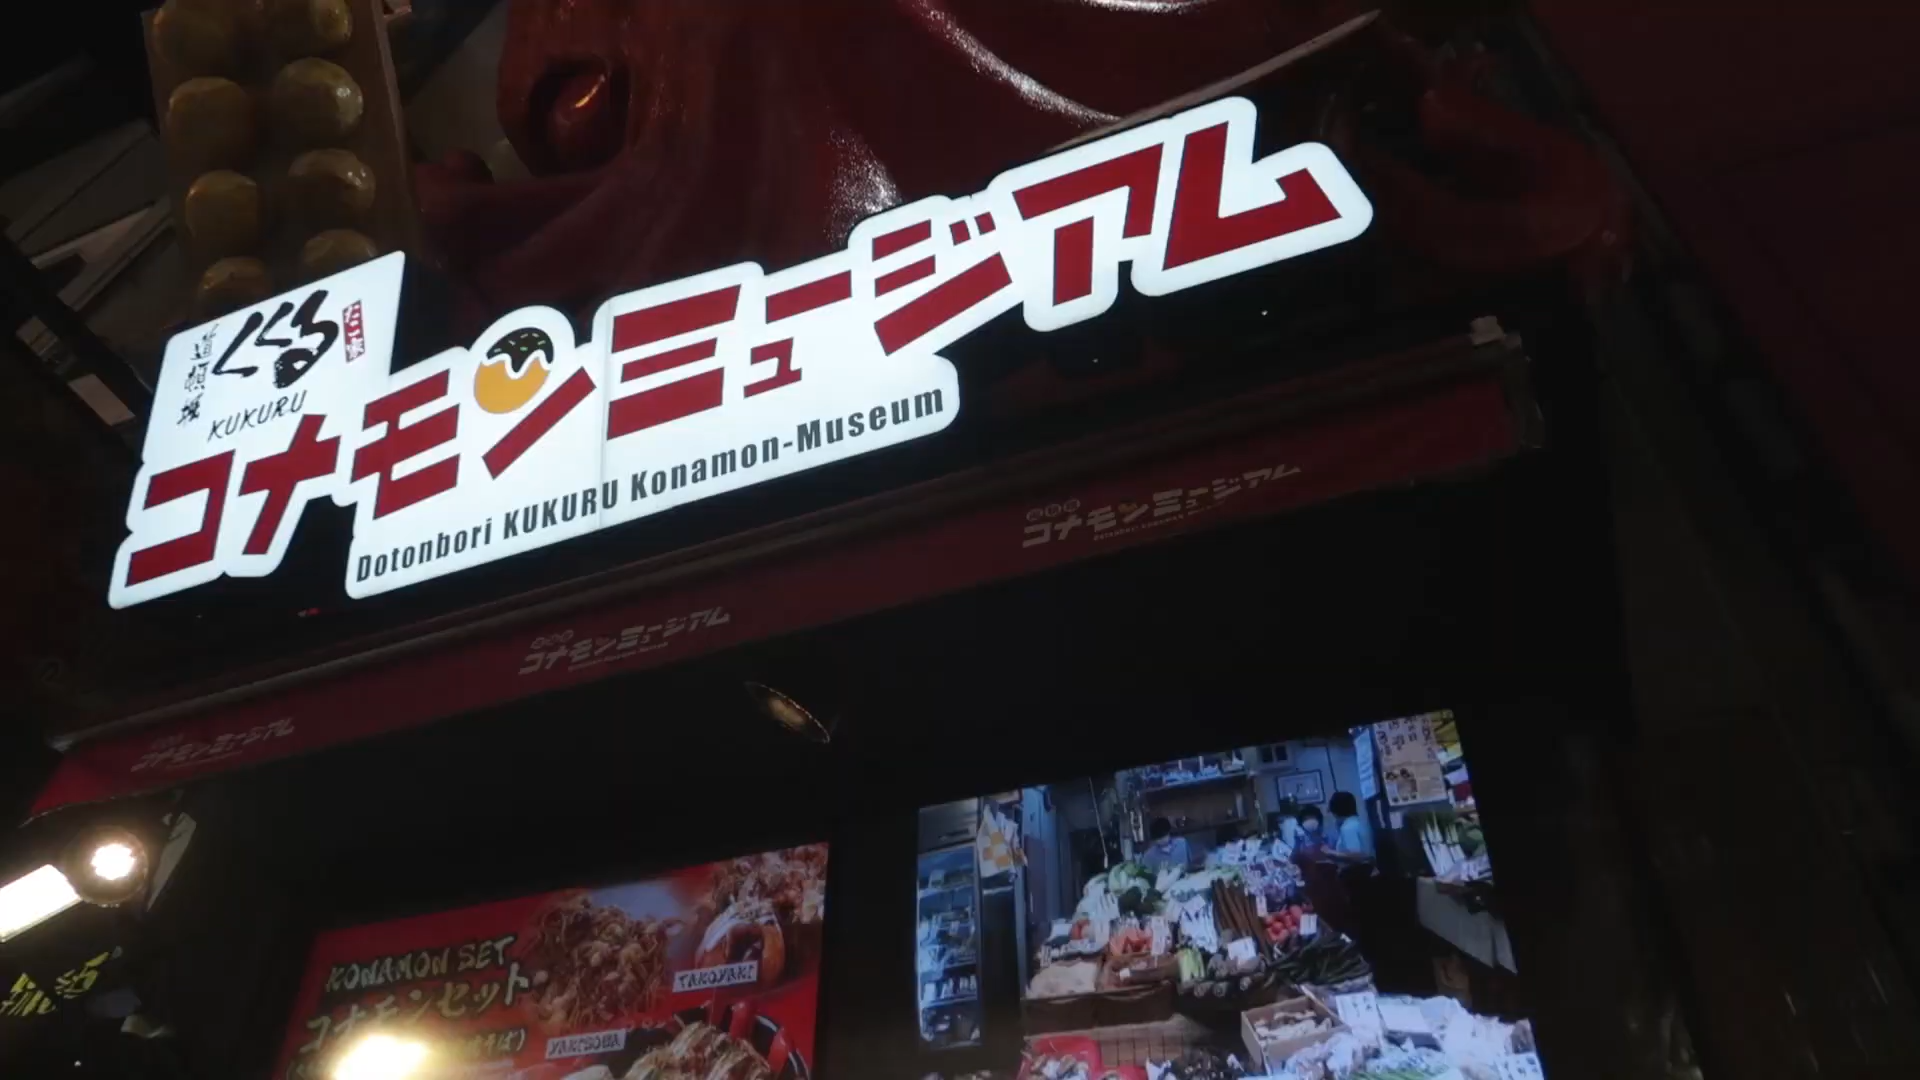 道頓堀
くくる
たこ家
KUKURU
コナモンミュージアム
Dotonbori KUKURU Konamon-Museum
コナモンミュージアム
コナモンミュージアム
コナモンミュージアム
KONAMON SET
コナモンセット
TAKOYAKI
YAKISOBA